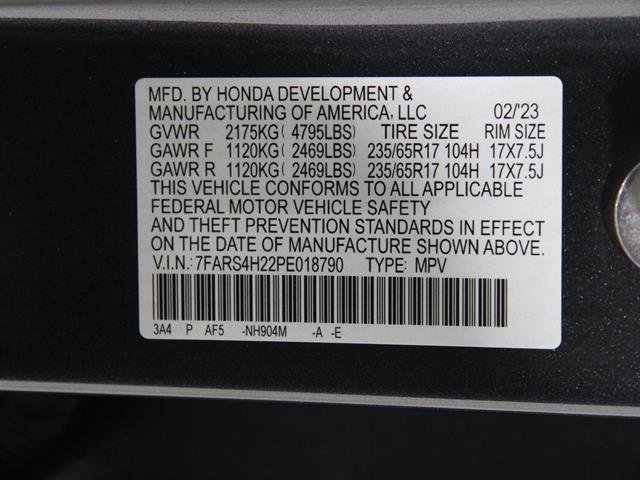 MFD. BY HONDA DEVELOPMENT &
MANUFACTURING OF AMERICA, LLC 02/'23
GVWR 2175KG( 4795LBS) TIRE SIZE RIM SIZE
GAWR F 1120KG( 2469LBS) 235/65R17 104H 17X7.5J
GAWR R 1120KG( 2469LBS) 235/65R17 104H 17X7.5J
THIS VEHICLE CONFORMS TO ALL APPLICABLE
FEDERAL MOTOR VEHICLE SAFETY
AND THEFT PREVENTION STANDARDS IN EFFECT
ON THE DATE OF MANUFACTURE SHOWN ABOVE.
V.I.N.: 7FARS4H22PE018790 TYPE: MPV
3A4 P AF5 -NH904M -A -E